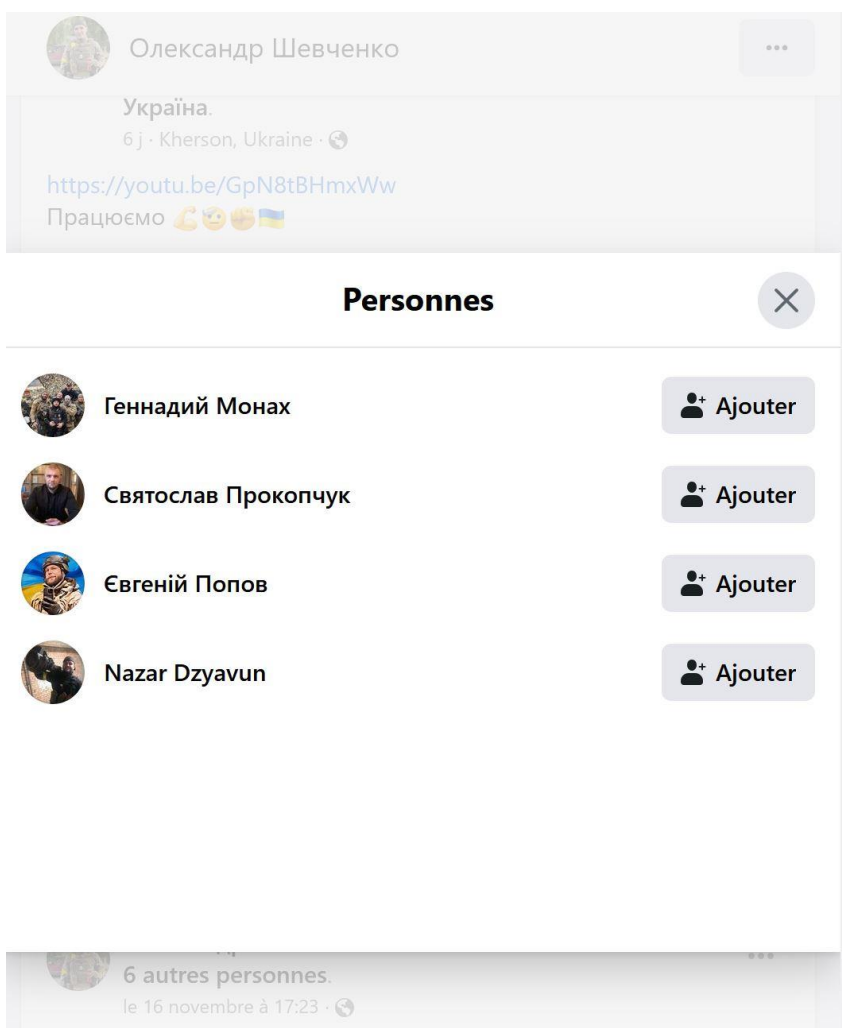 Олександр Шевченко
Україна.
6 j · Kherson, Ukraine ·
https://youtu.be/GpN8tBHmxWw
Працюємо 💪🤕✊🇺🇦
Personnes
Геннадий Монах
Ajouter
Святослав Прокопчук
Ajouter
Євгеній Попов
Ajouter
Nazar Dzyavun
Ajouter
6 autres personnes.
le 16 novembre à 17:23 ·